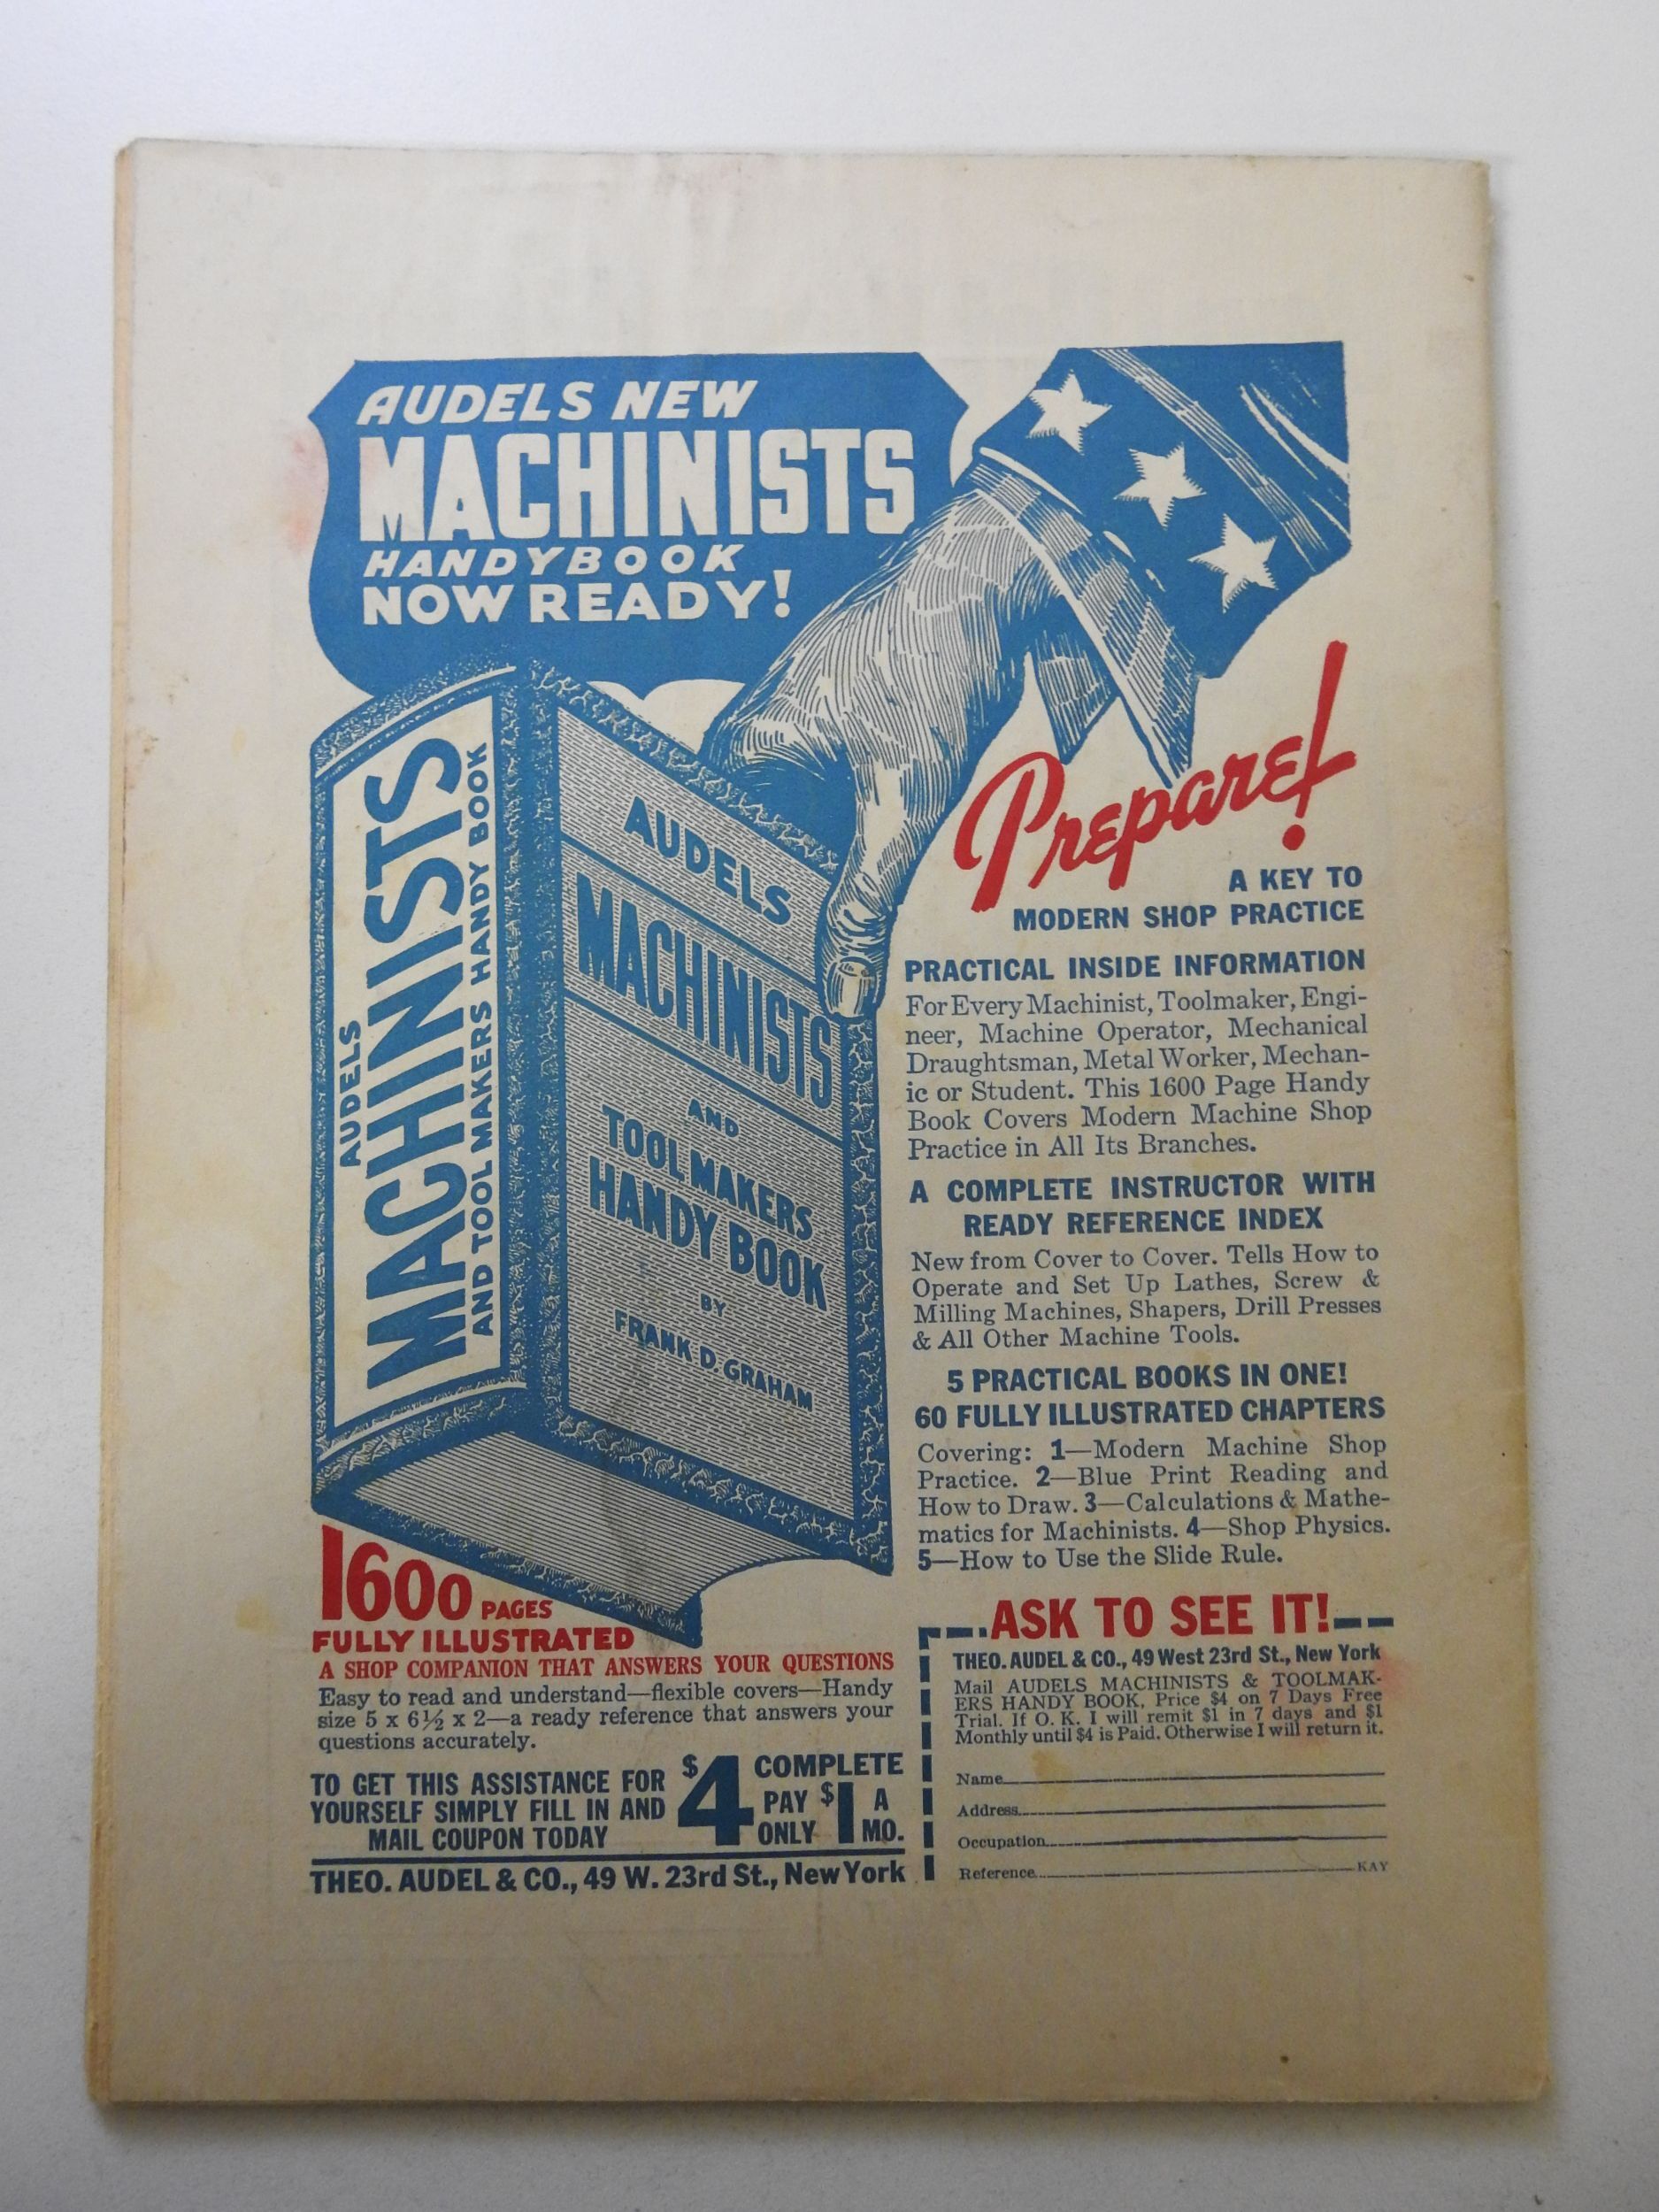 AUDELS NEW
MACHINISTS
HANDYBOOK
NOW READY!
AUDELS
MACHINISTS
AND TOOL MAKERS HANDY BOOK
AUDELS
MACHINISTS
AND
TOOL MAKERS
HANDY BOOK
BY
FRANK D. GRAHAM
Prepare!
A KEY TO
MODERN SHOP PRACTICE
PRACTICAL INSIDE INFORMATION
For Every Machinist, Toolmaker, Engi-
neer, Machine Operator, Mechanical
Draughtsman, Metal Worker, Mechan-
ic or Student. This 1600 Page Handy
Book Covers Modern Machine Shop
Practice in All Its Branches.
A COMPLETE INSTRUCTOR WITH
READY REFERENCE INDEX
New from Cover to Cover. Tells How to
Operate and Set Up Lathes, Screw &
Milling Machines, Shapers, Drill Presses
& All Other Machine Tools.
5 PRACTICAL BOOKS IN ONE!
60 FULLY ILLUSTRATED CHAPTERS
Covering: 1—Modern Machine Shop
Practice. 2—Blue Print Reading and
How to Draw. 3—Calculations & Mathe-
matics for Machinists. 4—Shop Physics.
5—How to Use the Slide Rule.
1600 PAGES
FULLY ILLUSTRATED
A SHOP COMPANION THAT ANSWERS YOUR QUESTIONS
Easy to read and understand—flexible covers—Handy
size 5 x 6½ x 2—a ready reference that answers your
questions accurately.
TO GET THIS ASSISTANCE FOR
YOURSELF SIMPLY FILL IN AND
MAIL COUPON TODAY
$4 COMPLETE
PAY ONLY $1 A MO.
THEO. AUDEL & CO., 49 W. 23rd St., New York
ASK TO SEE IT!
THEO. AUDEL & CO., 49 West 23rd St., New York
Mail AUDELS MACHINISTS & TOOLMAK-
ERS HANDY BOOK, Price $4 on 7 Days Free
Trial. If O. K. I will remit $1 in 7 days and $1
Monthly until $4 is Paid. Otherwise I will return it.
Name
Address
Occupation
Reference KAY